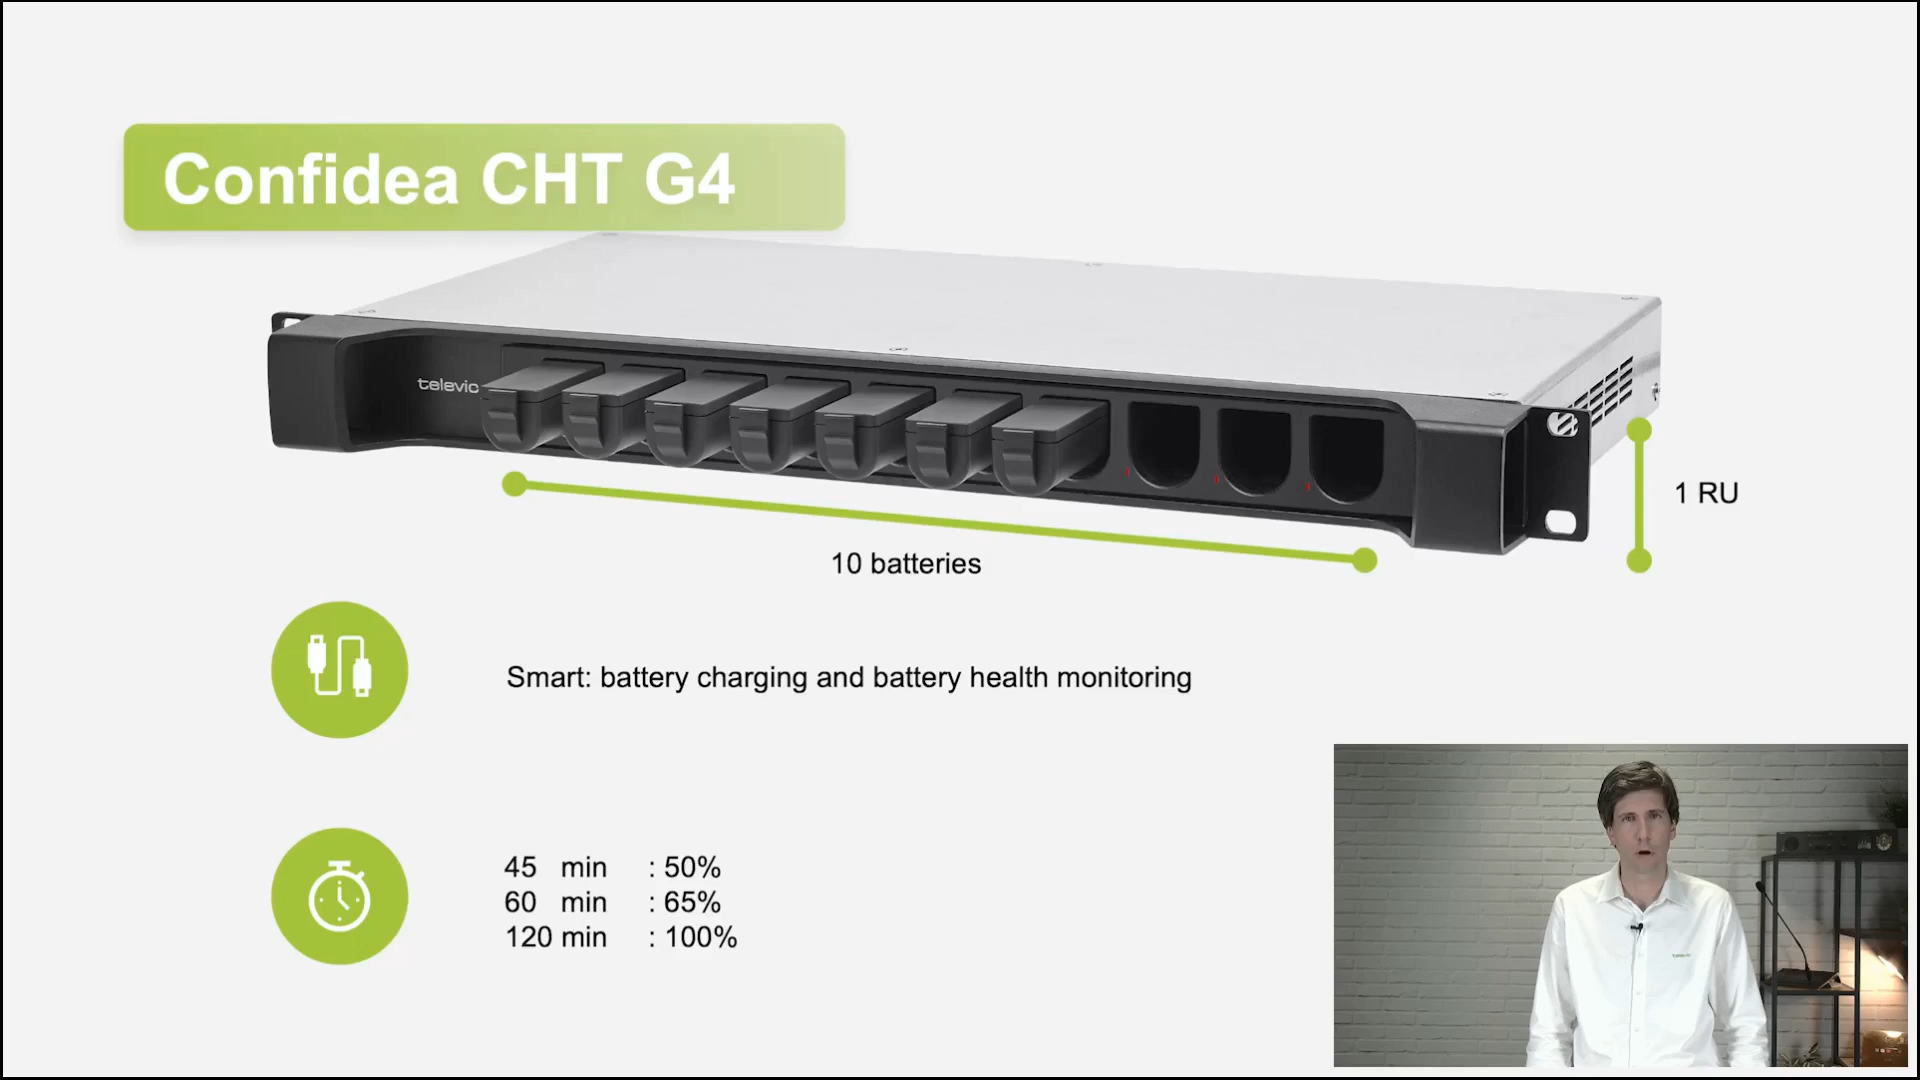 Confidea CHT G4
televic
1 RU
10 batteries
Smart: battery charging and battery health monitoring
45 min : 50%
60 min : 65%
120 min : 100%